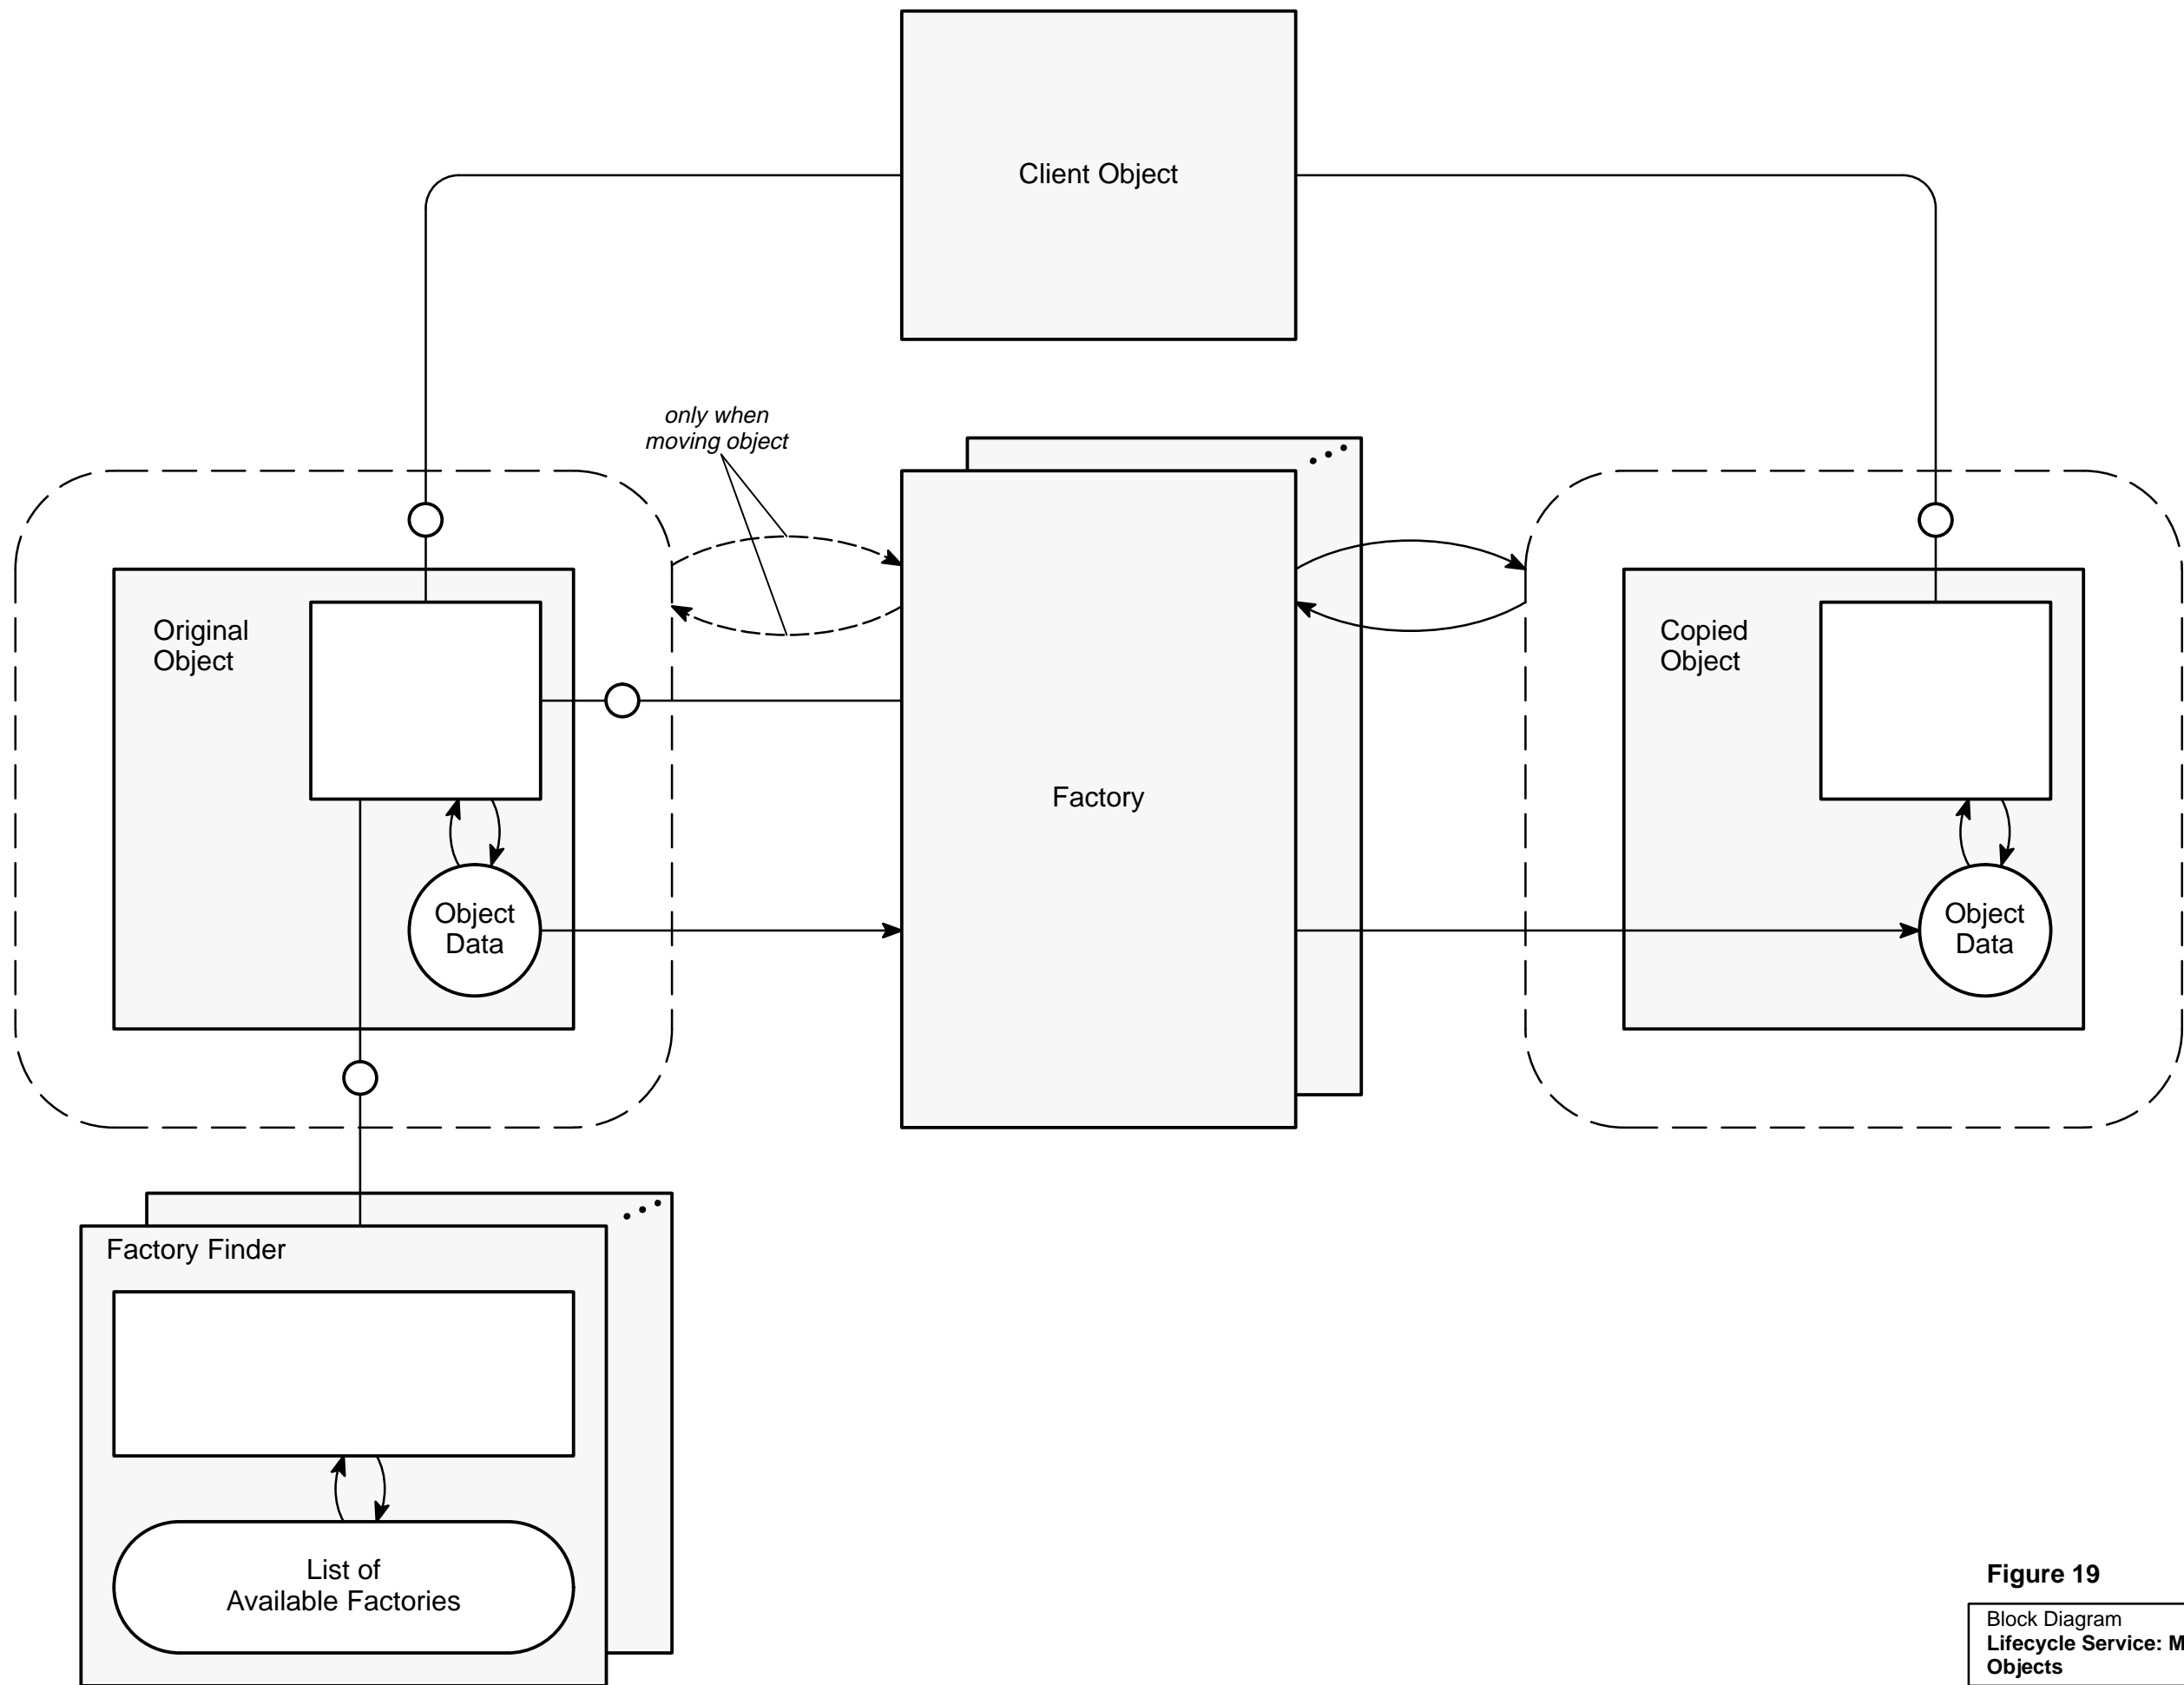 Client Object
only when
moving object
Original
Object
Copied
Object
Factory
Object
Data
Object
Data
Factory Finder
List of
Available Factories
Figure 19
Block Diagram
Lifecycle Service: M
Objects